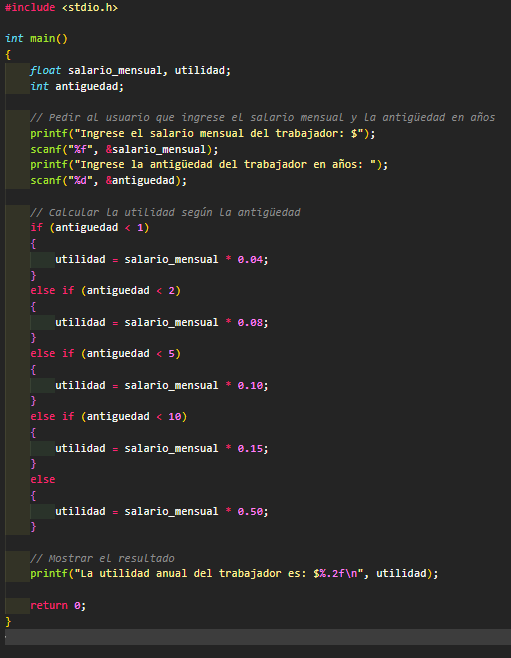 #include <stdio.h>
int main()
{
float salario_mensual, utilidad;
int antiguedad;
// Pedir al usuario que ingrese el salario mensual y la antigüedad en años
printf("Ingrese el salario mensual del trabajador: $");
scanf("%f", &salario_mensual);
printf("Ingrese la antigüedad del trabajador en años: ");
scanf("%d", &antiguedad);
// Calcular la utilidad según la antigüedad
if (antiguedad < 1)
{
utilidad = salario_mensual * 0.04;
}
else if (antiguedad < 2)
{
utilidad = salario_mensual * 0.08;
}
else if (antiguedad < 5)
{
utilidad = salario_mensual * 0.10;
}
else if (antiguedad < 10)
{
utilidad = salario_mensual * 0.15;
}
else
{
utilidad = salario_mensual * 0.50;
}
// Mostrar el resultado
printf("La utilidad anual del trabajador es: $%.2f\n", utilidad);
return 0;
}